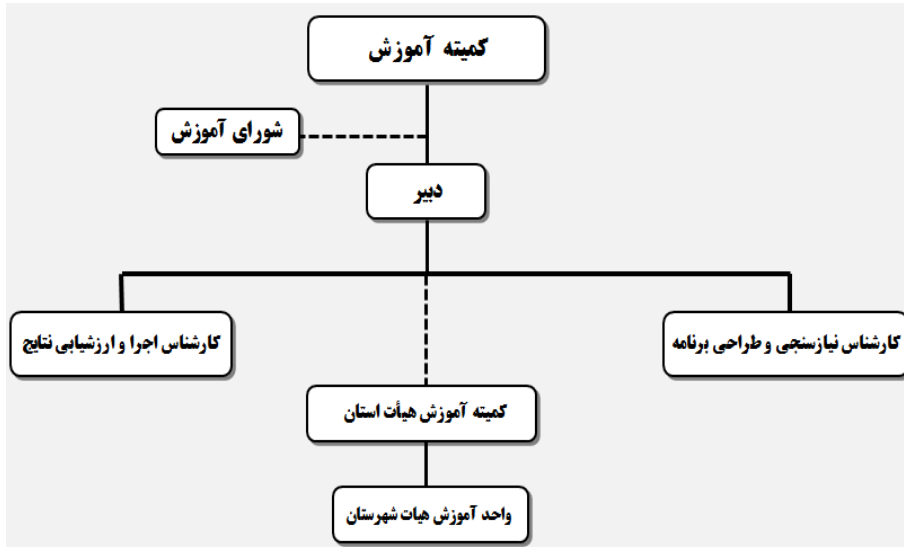 کمیته آموزش
شورای آموزش
دبیر
کارشناس نیازسنجی و طراحی برنامه
کارشناس اجرا و ارزشیابی نتایج
کمیته آموزش هیأت استان
واحد آموزش هیات شهرستان